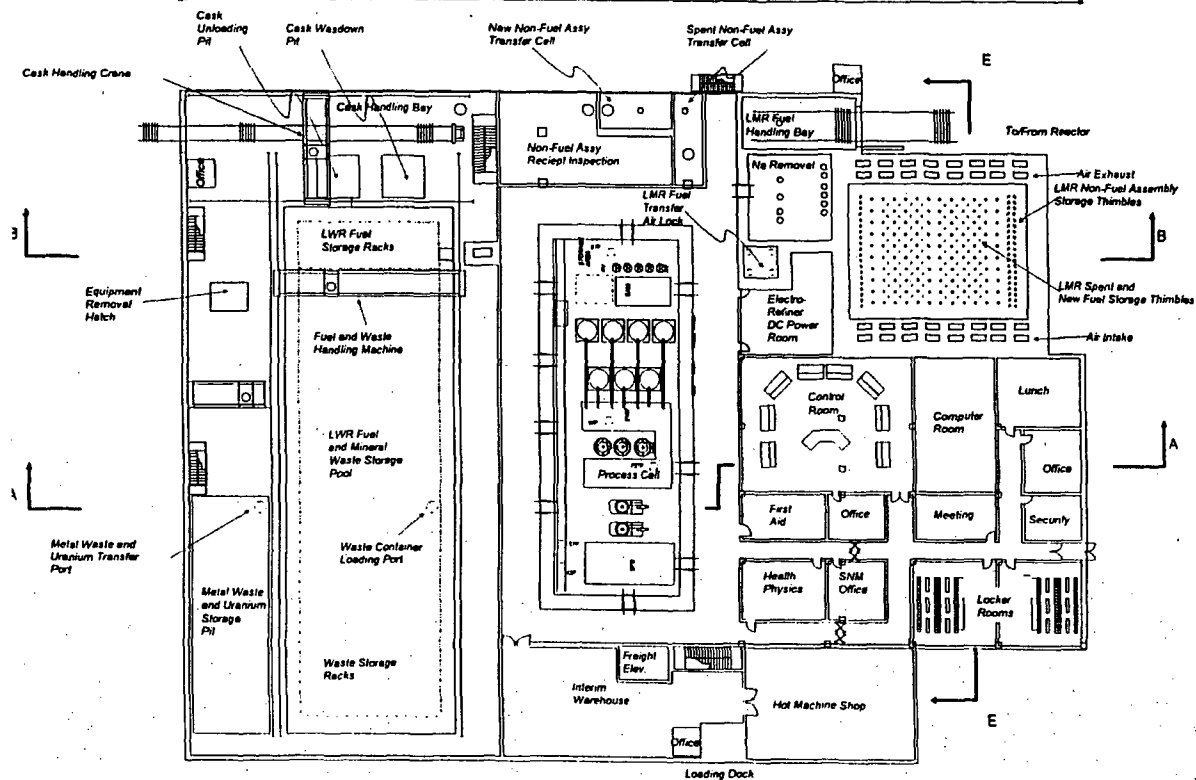 Cask
Unloading
Pit
Cask Wasdown
Pit
New Non-Fuel Assy
Transfer Cell
Spent Non-Fuel Assy
Transfer Cell
Cask Handling Crane
Cask Handling Bay
Office
E
LMR Fuel
Handling Bay
To/From Reactor
Non-Fuel Assy
Reciept Inspection
Office
Na Removal
Air Exhaust
LMR Non-Fuel Assembly
Storage Thimbles
LMR Fuel
Transfer
Air Lock
B
LWR Fuel
Storage Racks
B
Equipment
Removal
Hatch
Electro-
Refiner
DC Power
Room
LMR Spent and
New Fuel Storage Thimbles
Fuel and Waste
Handling Machine
Air Intake
Control
Room
Computer
Room
Lunch
LWR Fuel
and Mineral
Waste Storage
Pool
Process Cell
Office
A
A
First
Aid
Office
Meeting
Security
Metal Waste and
Uranium Transfer
Port
Waste Container
Loading Port
Health
Physics
SNM
Office
Locker
Rooms
Metal Waste
and Uranium
Storage
Pit
Waste Storage
Racks
Freight
Elev.
Interim
Warehouse
Hot Machine Shop
E
Office
Loading Dock